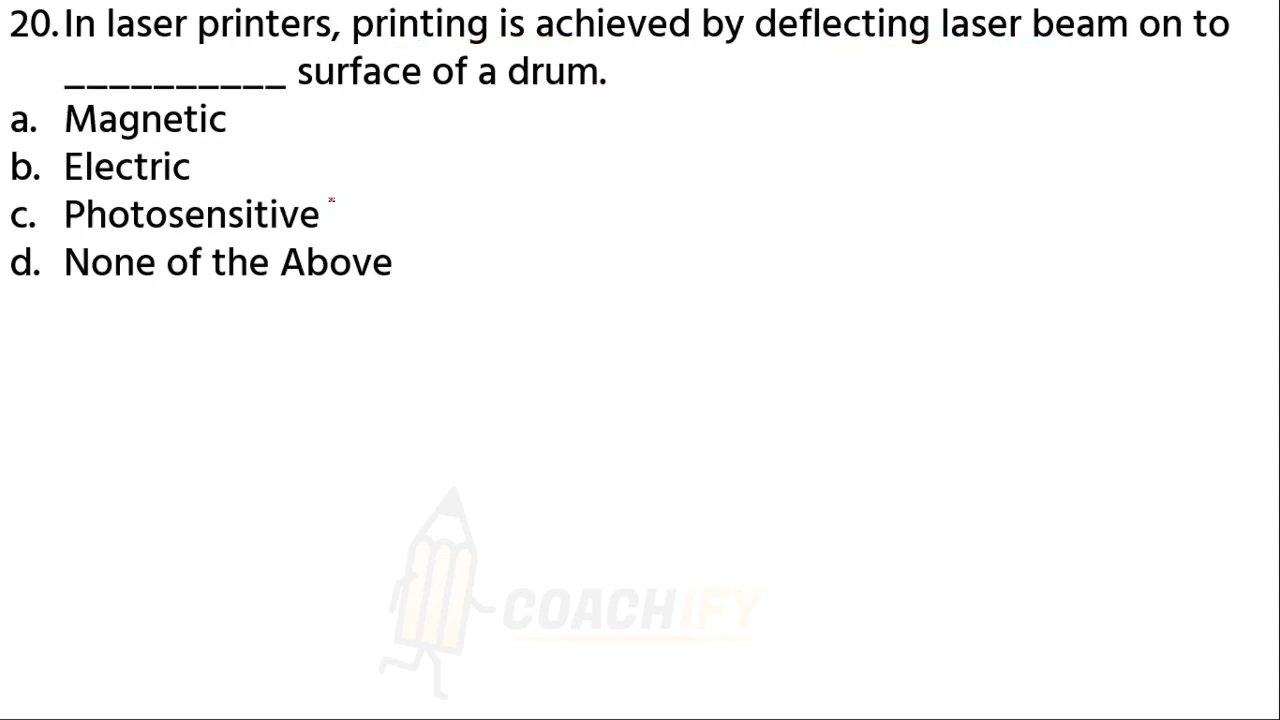 20. In laser printers, printing is achieved by deflecting laser beam on to
__________ surface of a drum.
a. Magnetic
b. Electric
c. Photosensitive
d. None of the Above
COACHIFY